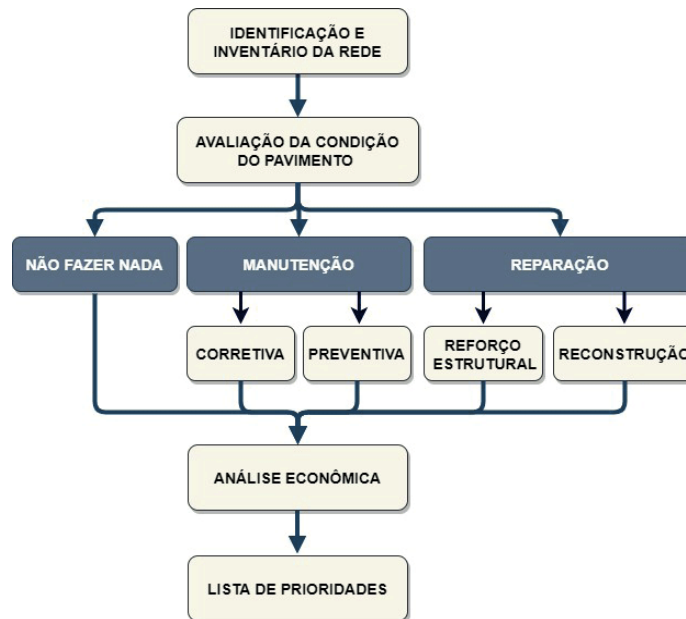 IDENTIFICAÇÃO E
INVENTÁRIO DA REDE
AVALIAÇÃO DA CONDIÇÃO
DO PAVIMENTO
NÃO FAZER NADA
MANUTENÇÃO
REPARAÇÃO
CORRETIVA
PREVENTIVA
REFORÇO
ESTRUTURAL
RECONSTRUÇÃO
ANÁLISE ECONÔMICA
LISTA DE PRIORIDADES